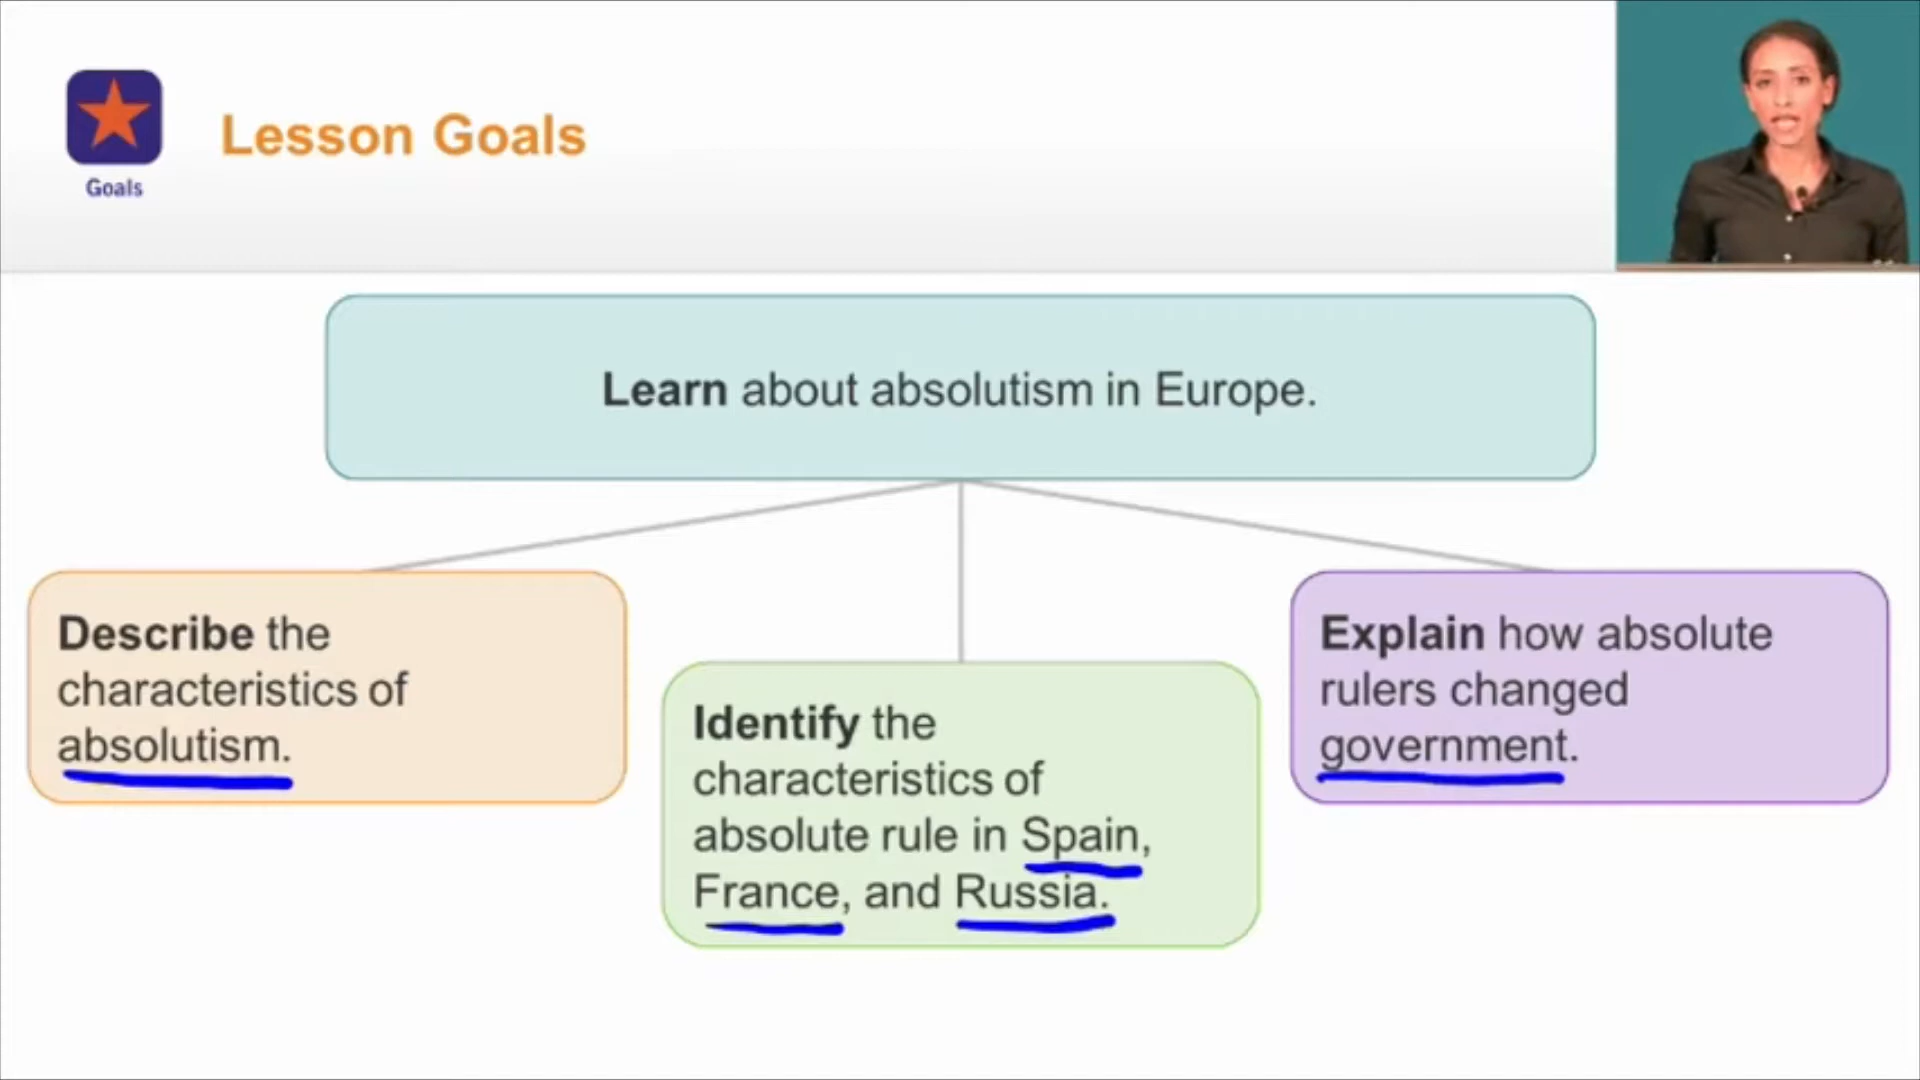 Lesson Goals
Goals
Learn about absolutism in Europe.
Describe the
characteristics of
absolutism.
Identify the
characteristics of
absolute rule in Spain,
France, and Russia.
Explain how absolute
rulers changed
government.